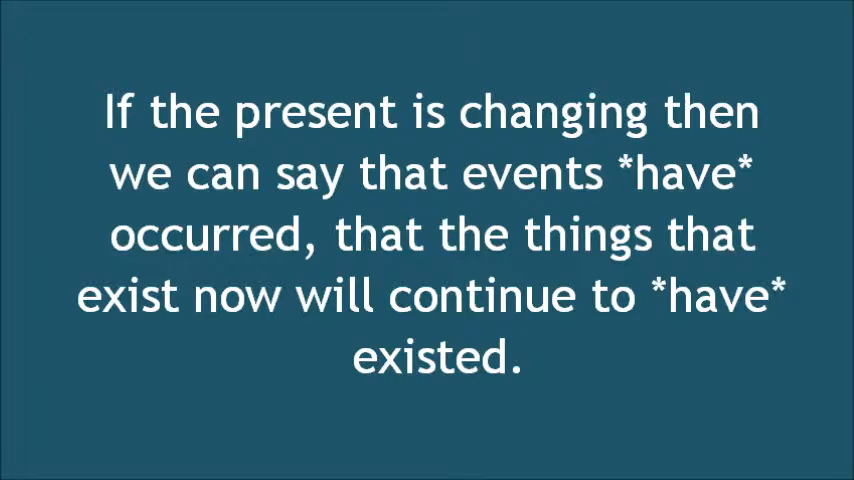 If the present is changing then
we can say that events *have*
occurred, that the things that
exist now will continue to *have*
existed.